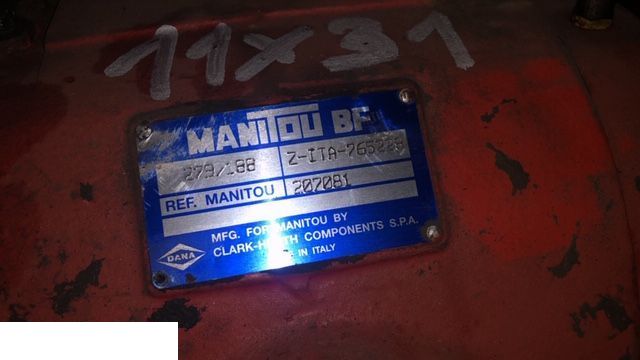 11x31
MANITOU BF
279/188 Z-ITA-765228
REF. MANITOU 207081
MFG. FOR MANITOU BY
CLARK-HURTH COMPONENTS S.P.A.
IN ITALY
DANA